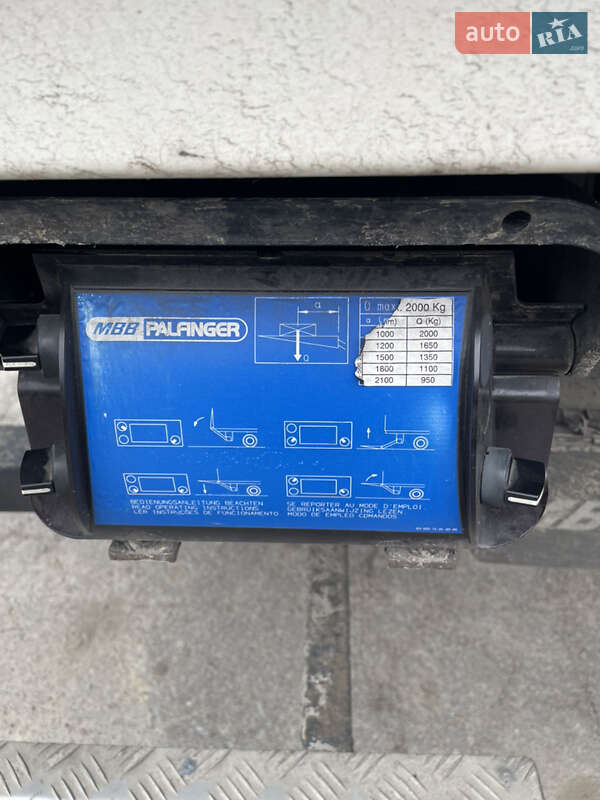 auto RIA.com
MBB PALFINGER
a
Q
Q max. 2000 Kg
a (mm) Q (Kg)
1000 2000
1200 1650
1500 1350
1800 1100
2100 950
BEDIENUNGSANLEITUNG BEACHTEN
READ OPERATING INSTRUCTIONS
LER INSTRUÇÕES DE FUNCIONAMENTO
SE REPORTER AU MODE D'EMPLOI.
GEBRUIKSAANWIJZING LEZEN
MODO DE EMPLEO COMANDOS